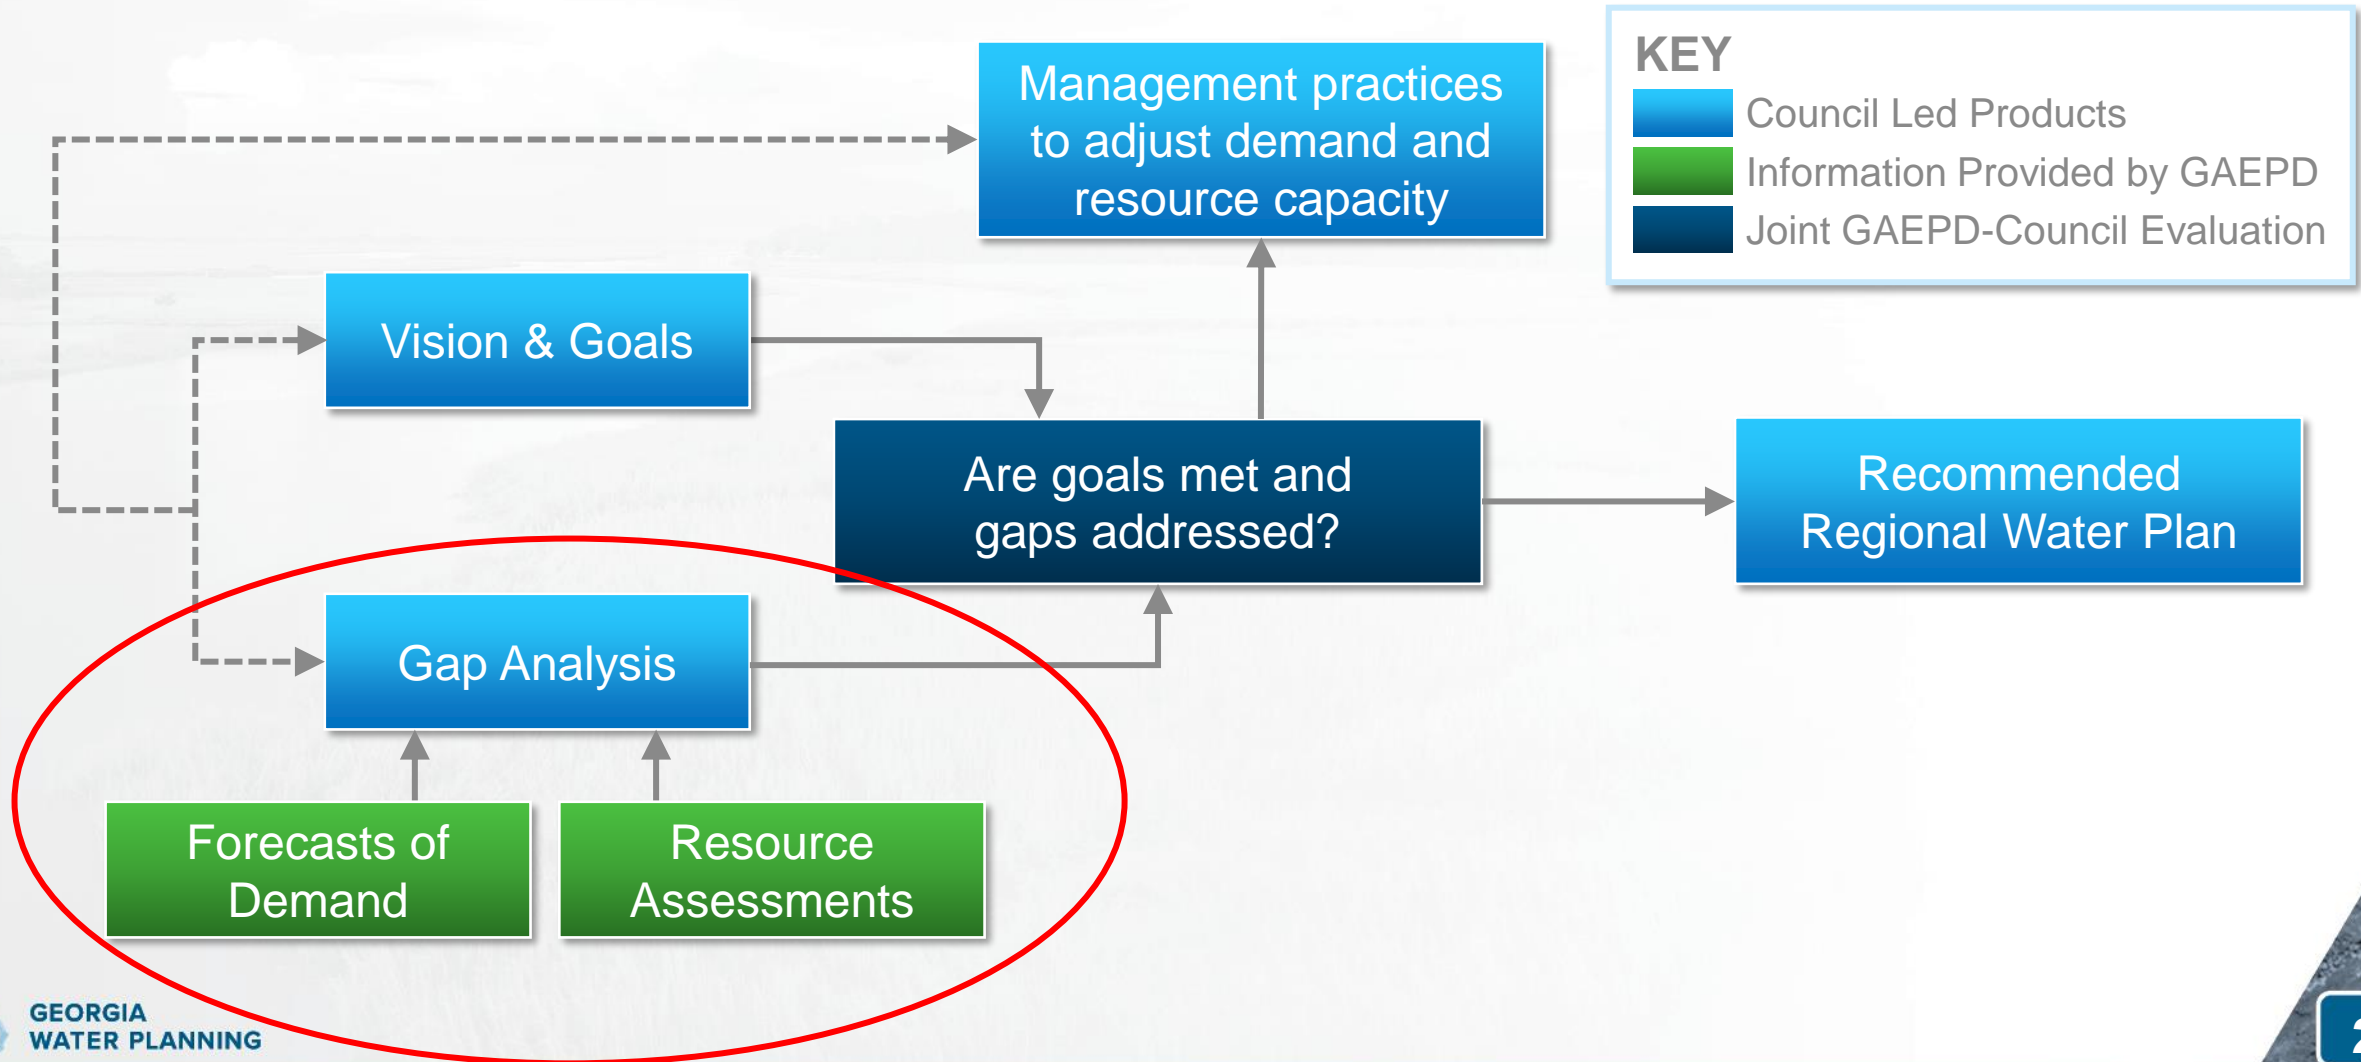 Management practices
to adjust demand and
resource capacity
KEY
Council Led Products
Information Provided by GAEPD
Joint GAEPD-Council Evaluation
Vision & Goals
Are goals met and
gaps addressed?
Recommended
Regional Water Plan
Gap Analysis
Forecasts of
Demand
Resource
Assessments
GEORGIA
WATER PLANNING